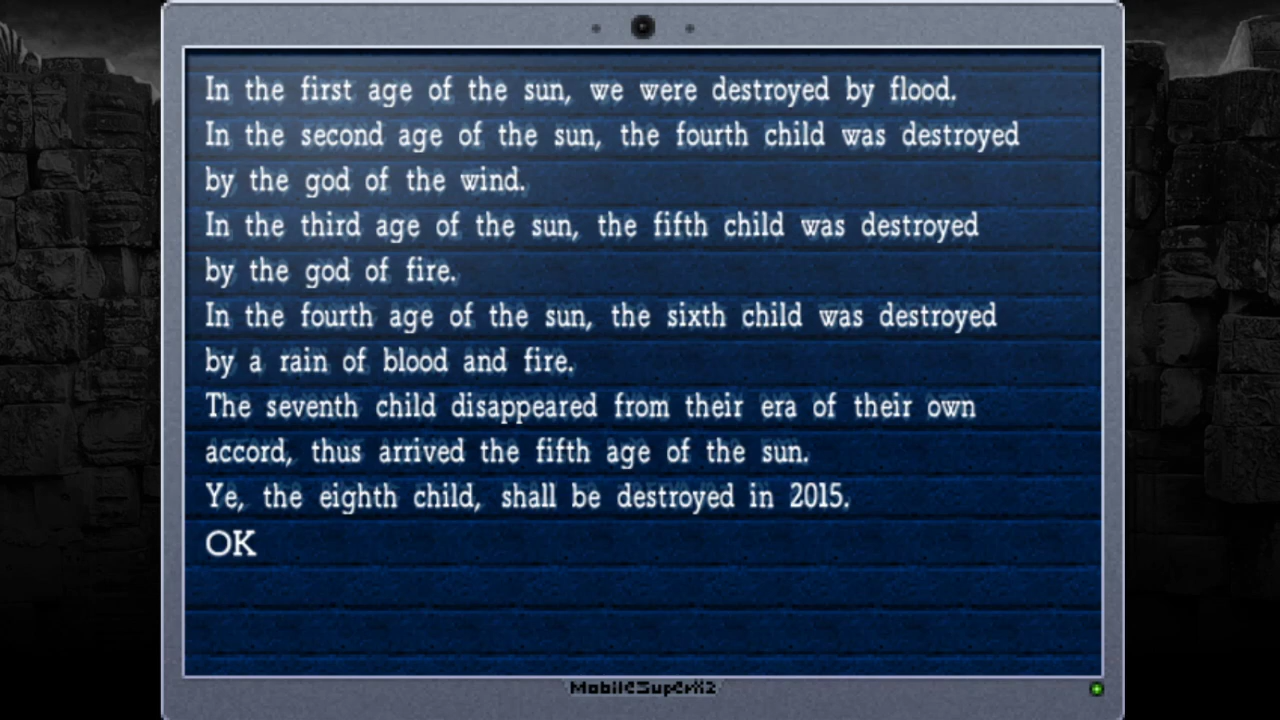 In the first age of the sun, we were destroyed by flood.
In the second age of the sun, the fourth child was destroyed
by the god of the wind.
In the third age of the sun, the fifth child was destroyed
by the god of fire.
In the fourth age of the sun, the sixth child was destroyed
by a rain of blood and fire.
The seventh child disappeared from their era of their own
accord, thus arrived the fifth age of the sun.
Ye, the eighth child, shall be destroyed in 2015.
OK
MobileSuperX2